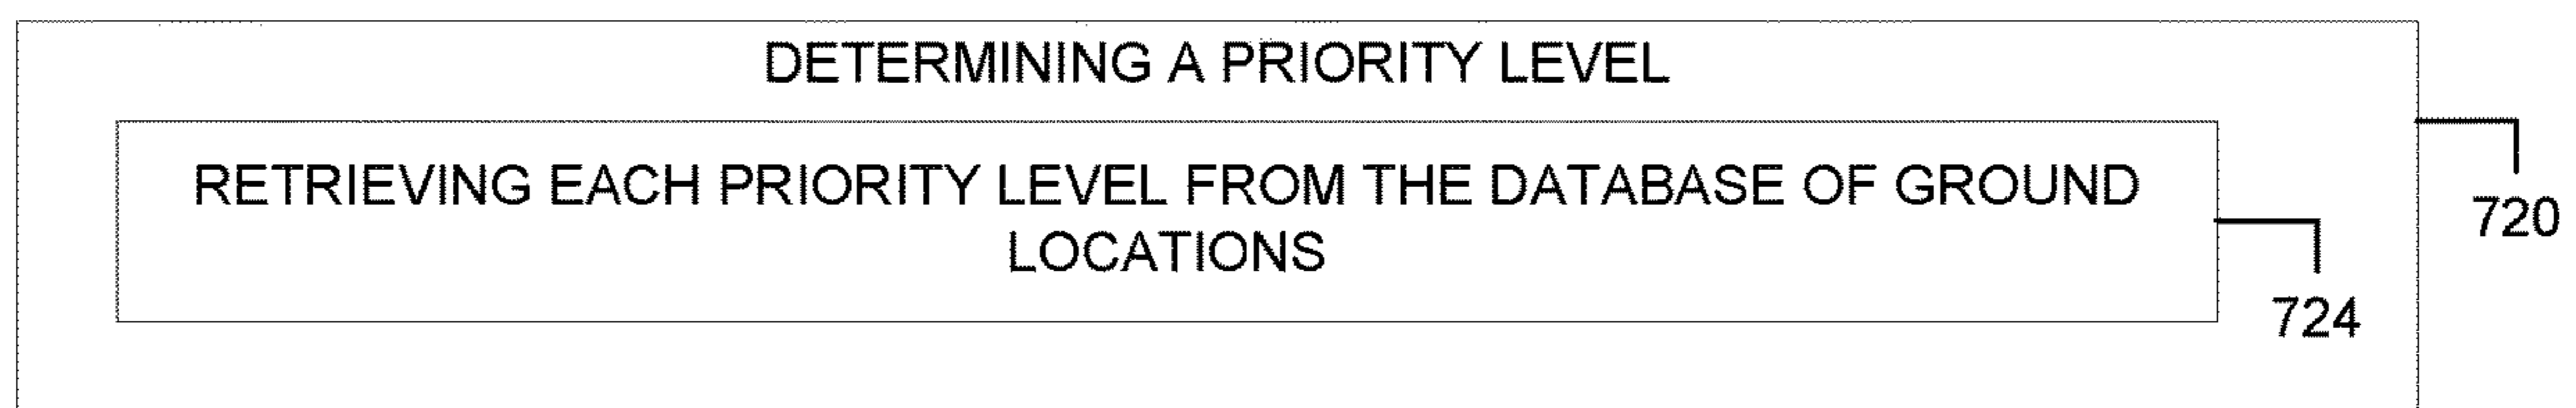 DETERMINING A PRIORITY LEVEL
RETRIEVING EACH PRIORITY LEVEL FROM THE DATABASE OF GROUND
LOCATIONS
720
724